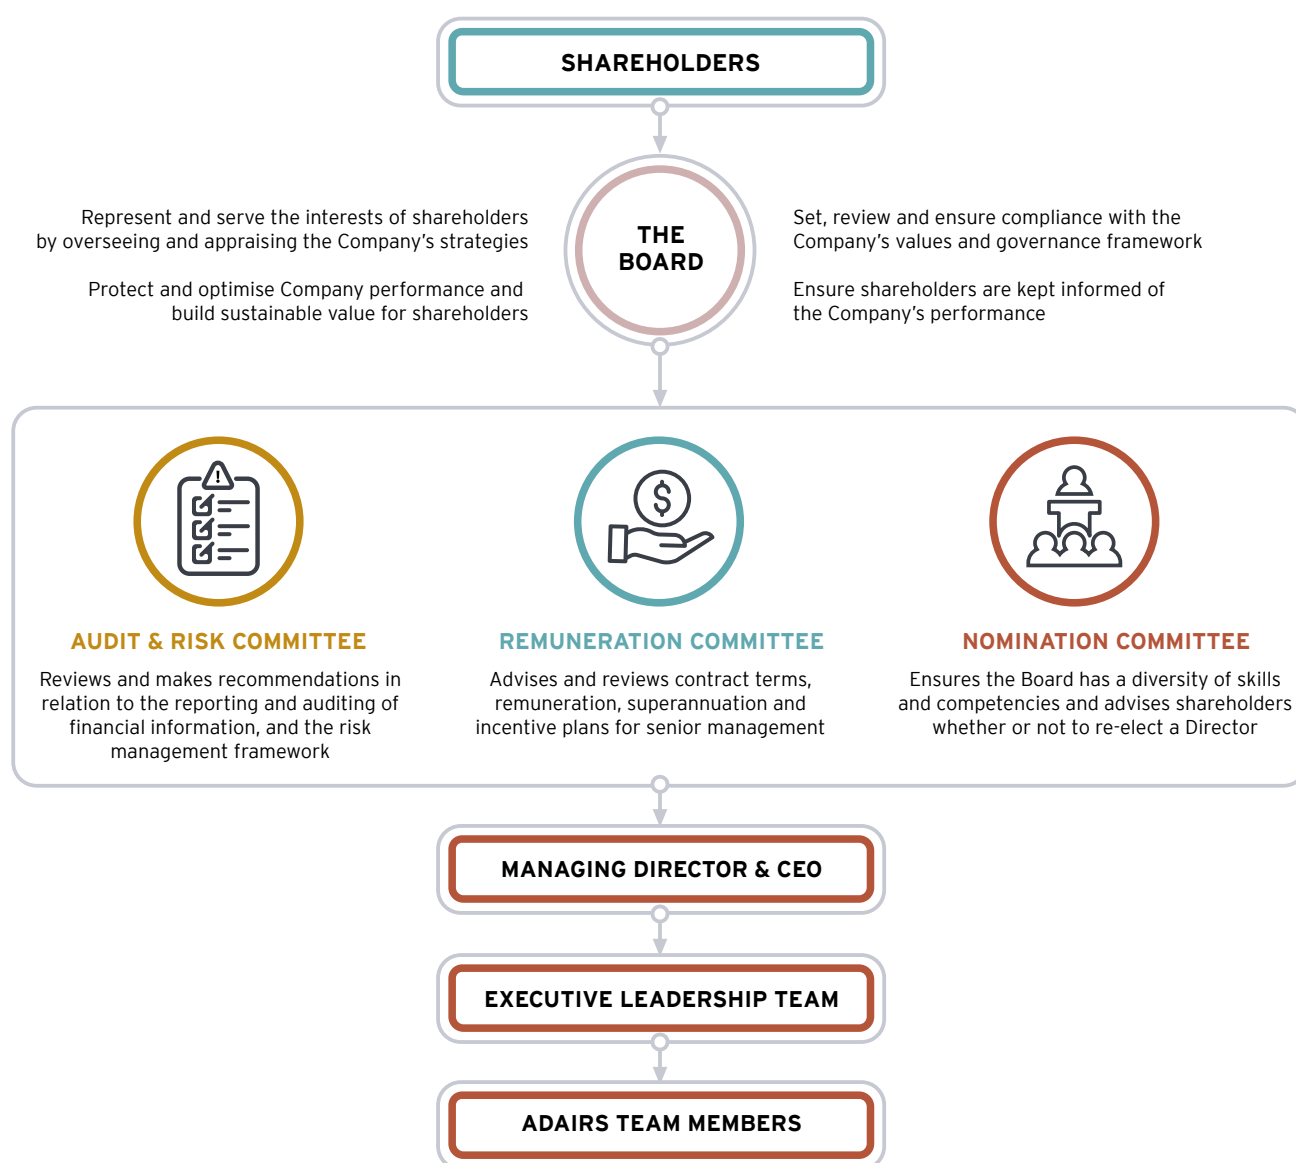 SHAREHOLDERS
Represent and serve the interests of shareholders
by overseeing and appraising the Company's strategies
Protect and optimise Company performance and
build sustainable value for shareholders
THE
BOARD
Set, review and ensure compliance with the
Company's values and governance framework
Ensure shareholders are kept informed of
the Company's performance
AUDIT & RISK COMMITTEE
Reviews and makes recommendations in
relation to the reporting and auditing of
financial information, and the risk
management framework
$
REMUNERATION COMMITTEE
Advises and reviews contract terms,
remuneration, superannuation and
incentive plans for senior management
NOMINATION COMMITTEE
Ensures the Board has a diversity of skills
and competencies and advises shareholders
whether or not to re-elect a Director
MANAGING DIRECTOR & CEO
EXECUTIVE LEADERSHIP TEAM
ADAIRS TEAM MEMBERS